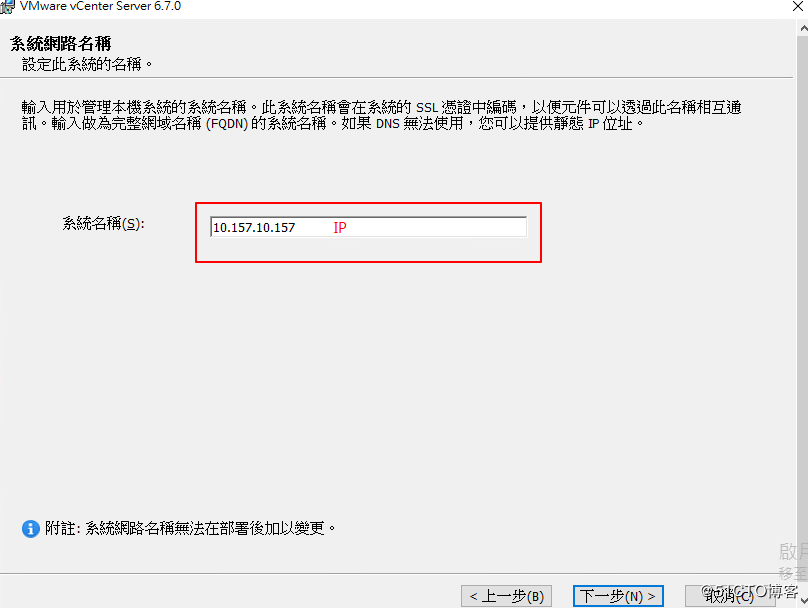 VMware vCenter Server 6.7.0
系統網路名稱
設定此系統的名稱。
輸入用於管理本機系統的系統名稱。此系統名稱會在系統的 SSL 憑證中編碼，以便元件可以透過此名稱相互通
訊。輸入做為完整網域名稱 (FQDN) 的系統名稱。如果 DNS 無法使用，您可以提供靜態 IP 位址。
系統名稱(S): 10.157.10.157 IP
附註: 系統網路名稱無法在部署後加以變更。
啟用
移至
< 上一步(B) 下一步(N) > 取消(C)
@51CTO博客